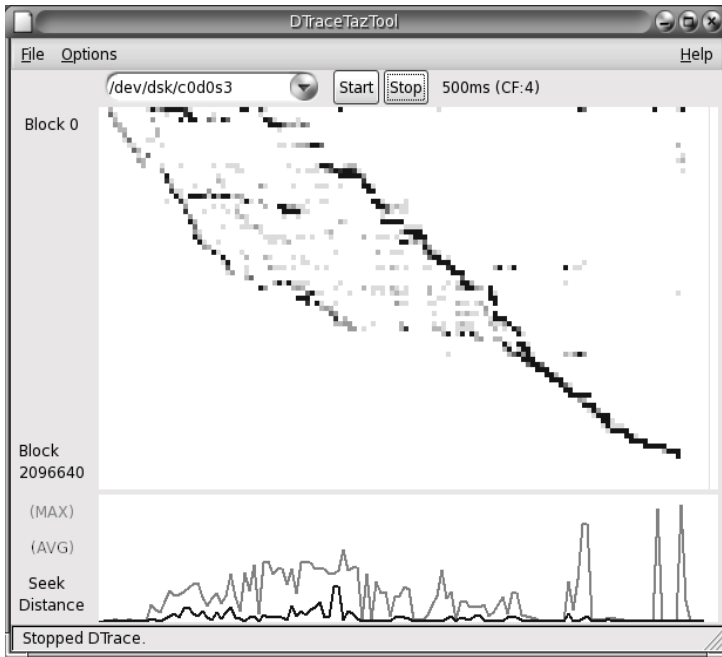 DTraceTazTool
File Options Help
/dev/dsk/c0d0s3 Start Stop 500ms (CF:4)
Block 0
Block
2096640
(MAX)
(AVG)
Seek
Distance
Stopped DTrace.